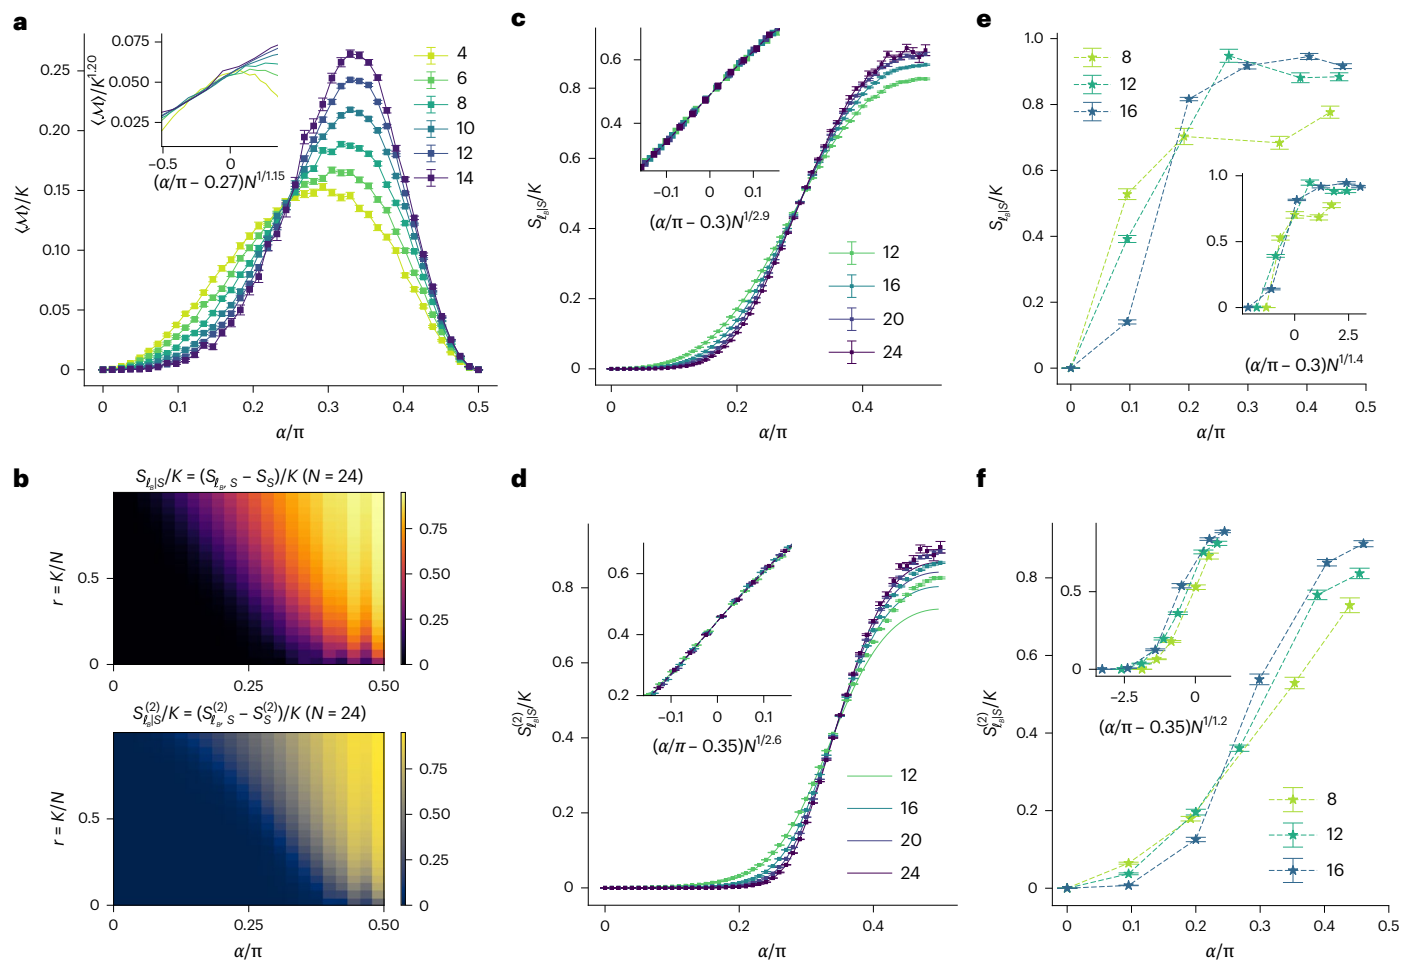 a
⟨ℳ⟩/K
0.25
0.20
0.15
0.10
0.05
0
0 0.1 0.2 0.3 0.4 0.5
α/π
⟨ℳ⟩/K^1.20
0.075
0.050
0.025
−0.5 0
(α/π − 0.27)N^1/1.15
4
6
8
10
12
14
b
S_ℓB|S/K = (S_ℓB, S − S_S)/K (N = 24)
r = K/N
0.5
0
0 0.25 0.50
0.75
0.50
0.25
0
S^(2)_ℓB|S/K = (S^(2)_ℓB, S − S^(2)_S)/K (N = 24)
r = K/N
0.5
0
0 0.25 0.50
α/π
0.75
0.50
0.25
0
c
S_ℓB|S/K
0.8
0.6
0.4
0.2
0
0 0.2 0.4
α/π
0.6
0.4
−0.1 0 0.1
(α/π − 0.3)N^1/2.9
12
16
20
24
d
S^(2)_ℓB|S/K
0.8
0.6
0.4
0.2
0
0 0.2 0.4
α/π
0.6
0.4
0.2
−0.1 0 0.1
(α/π − 0.35)N^1/2.6
12
16
20
24
e
S_ℓB|S/K
1.0
0.8
0.6
0.4
0.2
0
0 0.1 0.2 0.3 0.4 0.5
α/π
8
12
16
1.0
0.5
0
0 2.5
(α/π − 0.3)N^1/1.4
f
S^(2)_ℓB|S/K
0.8
0.6
0.4
0.2
0
0 0.1 0.2 0.3 0.4 0.5
α/π
0.5
0
−2.5 0
(α/π − 0.35)N^1/1.2
8
12
16